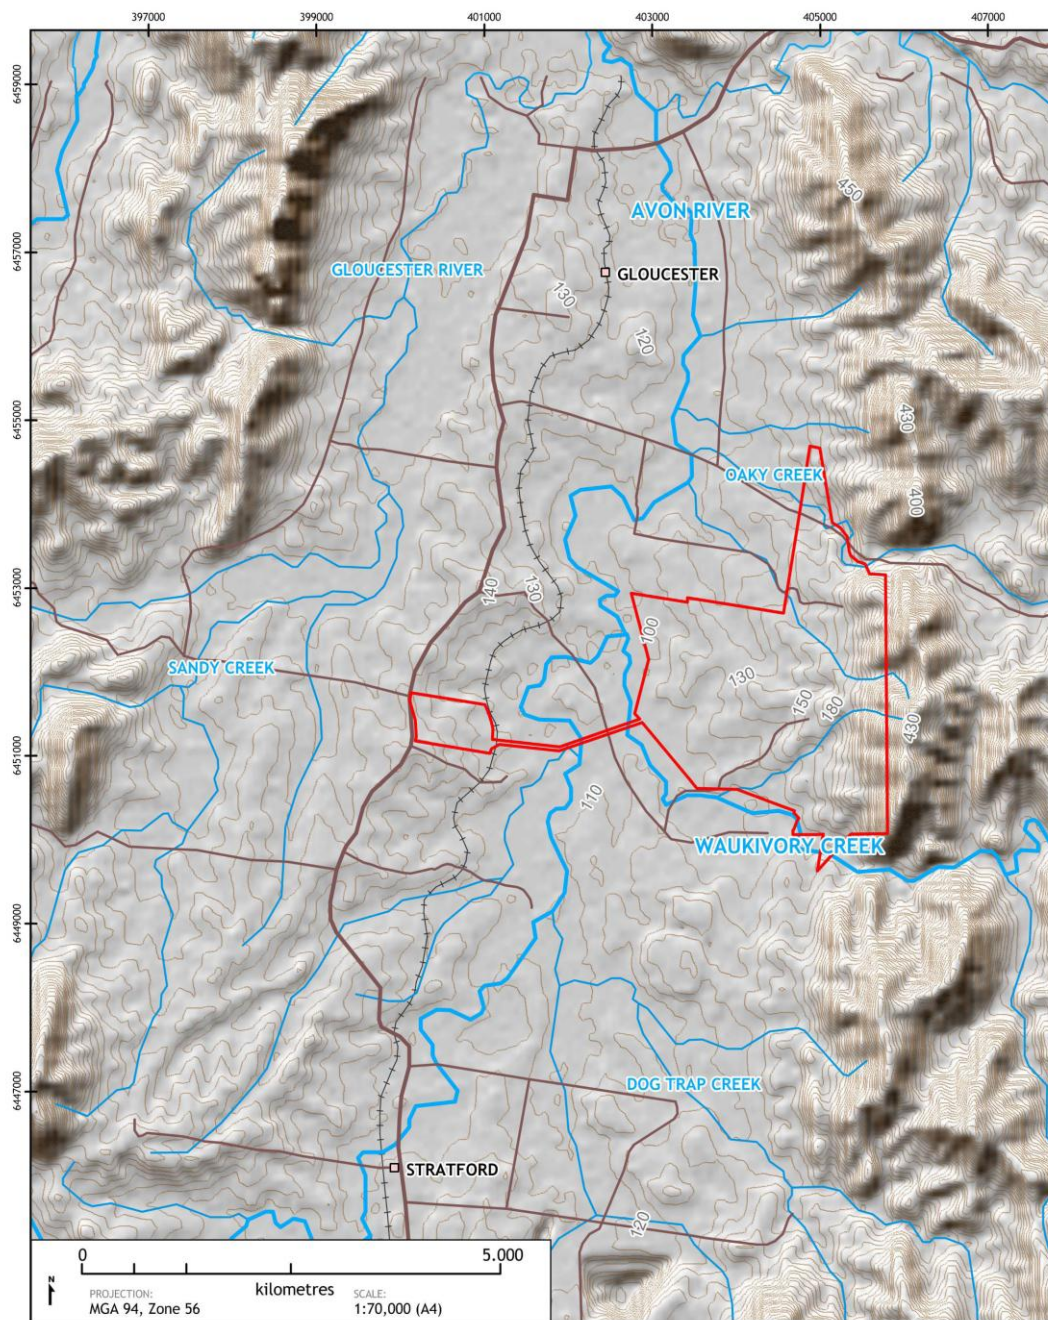 397000 399000 401000 403000 405000 407000
6459000
450
AVON RIVER
6457000
GLOUCESTER RIVER
GLOUCESTER
130
120
6455000
430
OAKY CREEK
400
6453000
140
130
100
SANDY CREEK
130
150
180
430
6451000
110
WAUKIVORY CREEK
6449000
6447000
DOG TRAP CREEK
STRATFORD
120
0 5.000
kilometres
N
PROJECTION:
MGA 94, Zone 56
SCALE:
1:70,000 (A4)